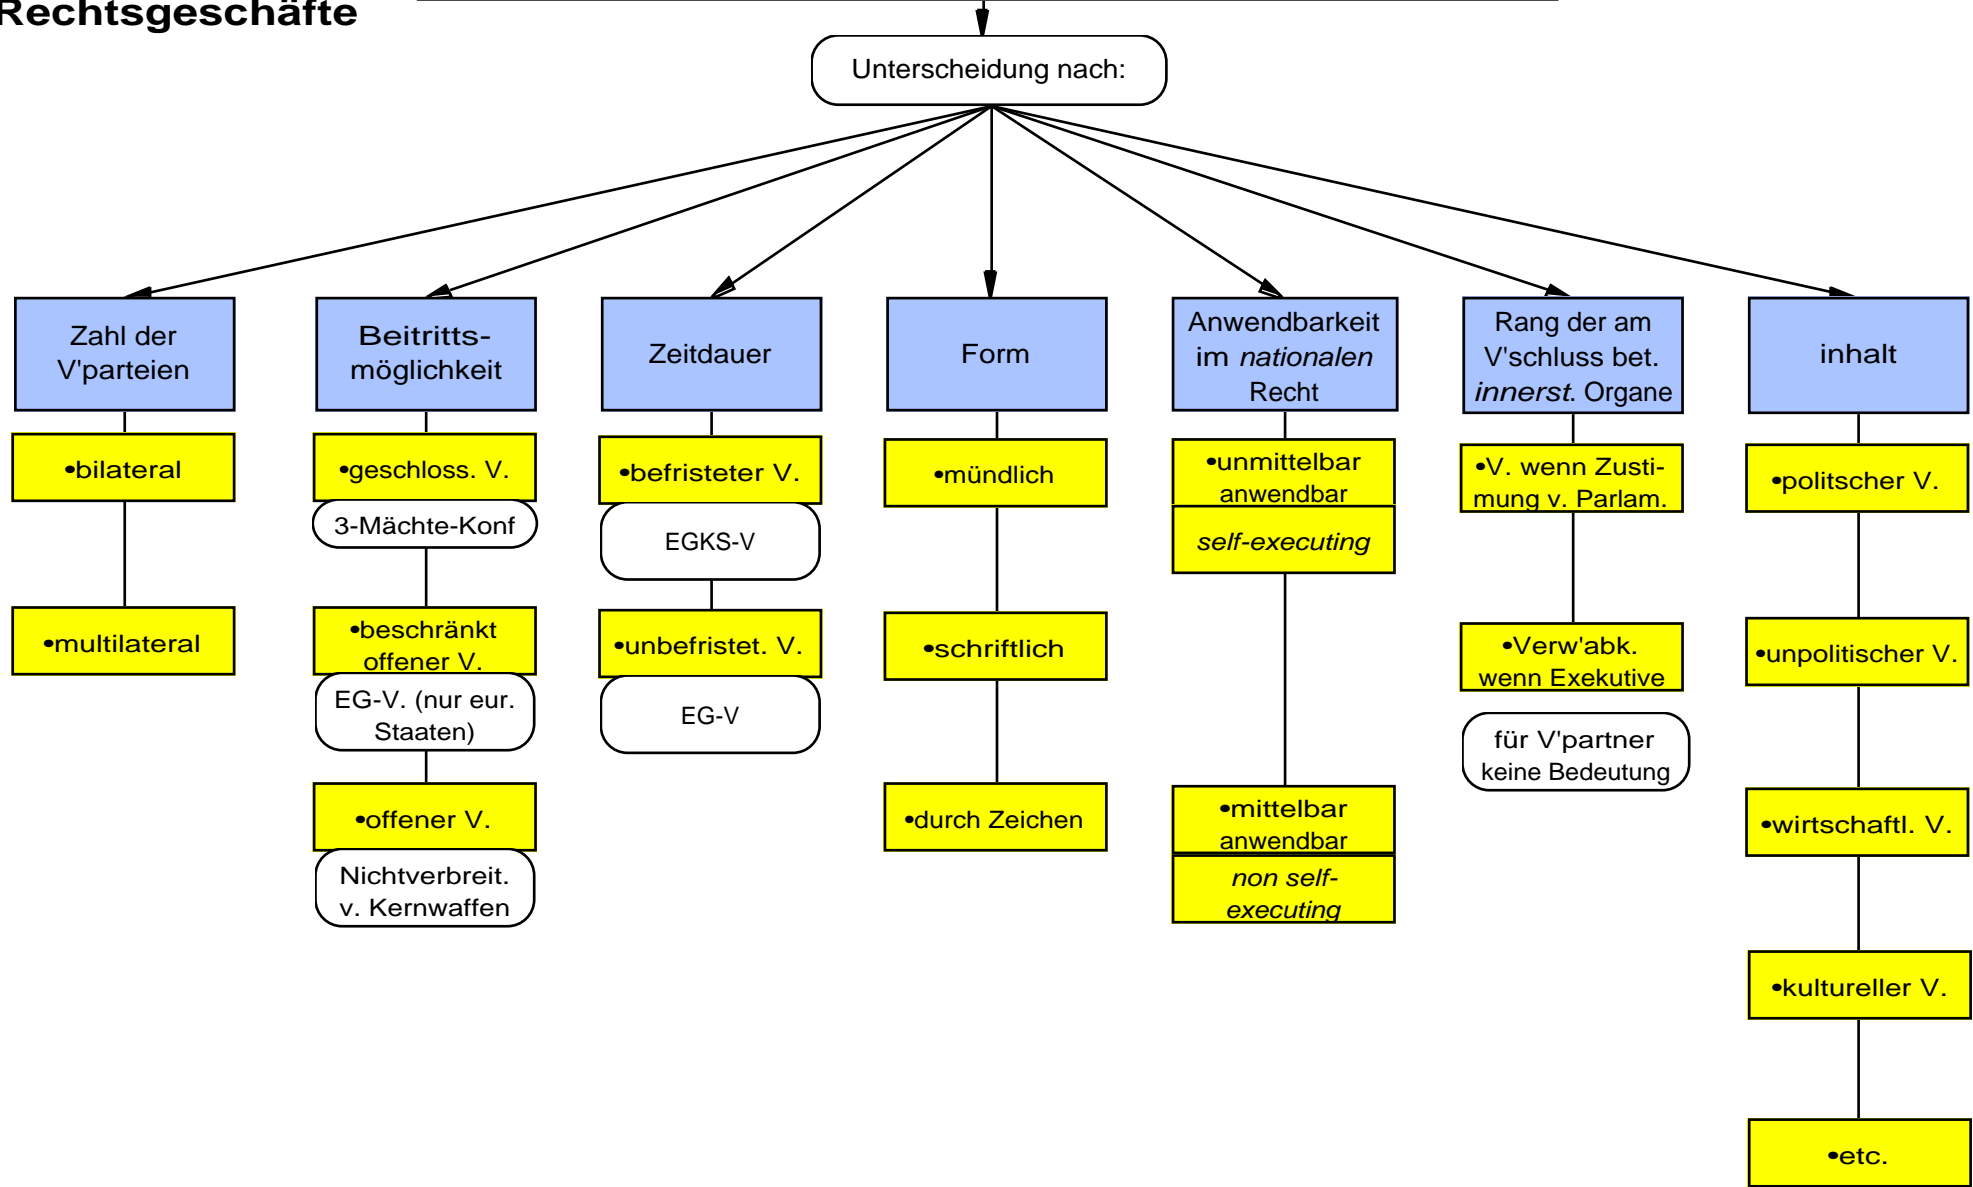 Rechtsgeschäfte
Unterscheidung nach:
Zahl der
V'parteien
•bilateral
•multilateral
Beitritts-
möglichkeit
•geschloss. V.
3-Mächte-Konf
•beschränkt
offener V.
EG-V. (nur eur.
Staaten)
•offener V.
Nichtverbreit.
v. Kernwaffen
Zeitdauer
•befristeter V.
EGKS-V
•unbefristet. V.
EG-V
Form
•mündlich
•schriftlich
•durch Zeichen
Anwendbarkeit
im nationalen
Recht
•unmittelbar
anwendbar
self-executing
•mittelbar
anwendbar
non self-
executing
Rang der am
V'schluss bet.
innerst. Organe
•V. wenn Zusti-
mung v. Parlam.
•Verw'abk.
wenn Exekutive
für V'partner
keine Bedeutung
inhalt
•politscher V.
•unpolitischer V.
•wirtschaftl. V.
•kultureller V.
•etc.